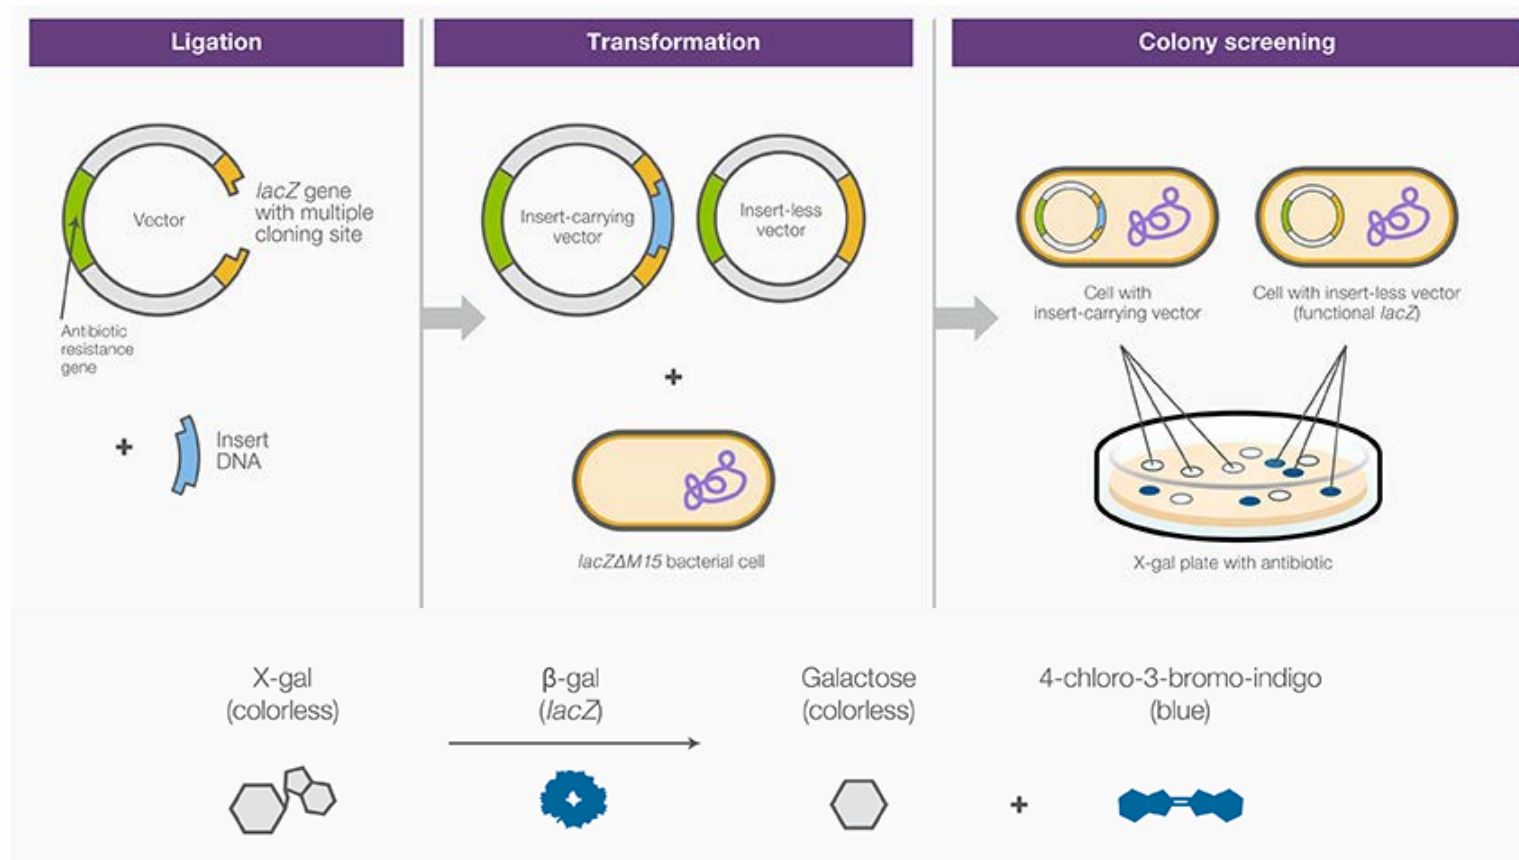 Ligation
Transformation
Colony screening
Vector
lacZ gene
with multiple
cloning site
Antibiotic
resistance
gene
+
Insert
DNA
Insert-carrying
vector
Insert-less
vector
+
lacZΔM15 bacterial cell
Cell with
insert-carrying vector
Cell with insert-less vector
(functional lacZ)
X-gal plate with antibiotic
X-gal
(colorless)
β-gal
(lacZ)
Galactose
(colorless)
+
4-chloro-3-bromo-indigo
(blue)